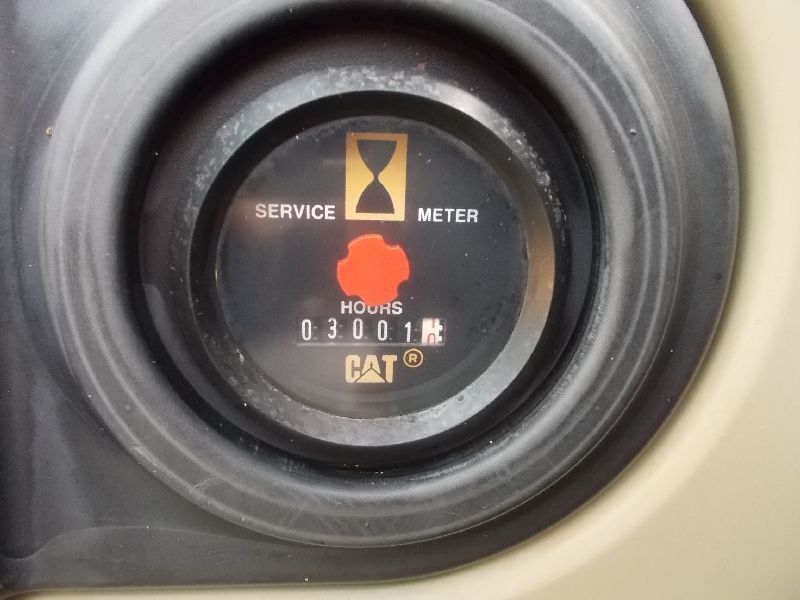 SERVICE METER
HOURS
03001
CAT ®